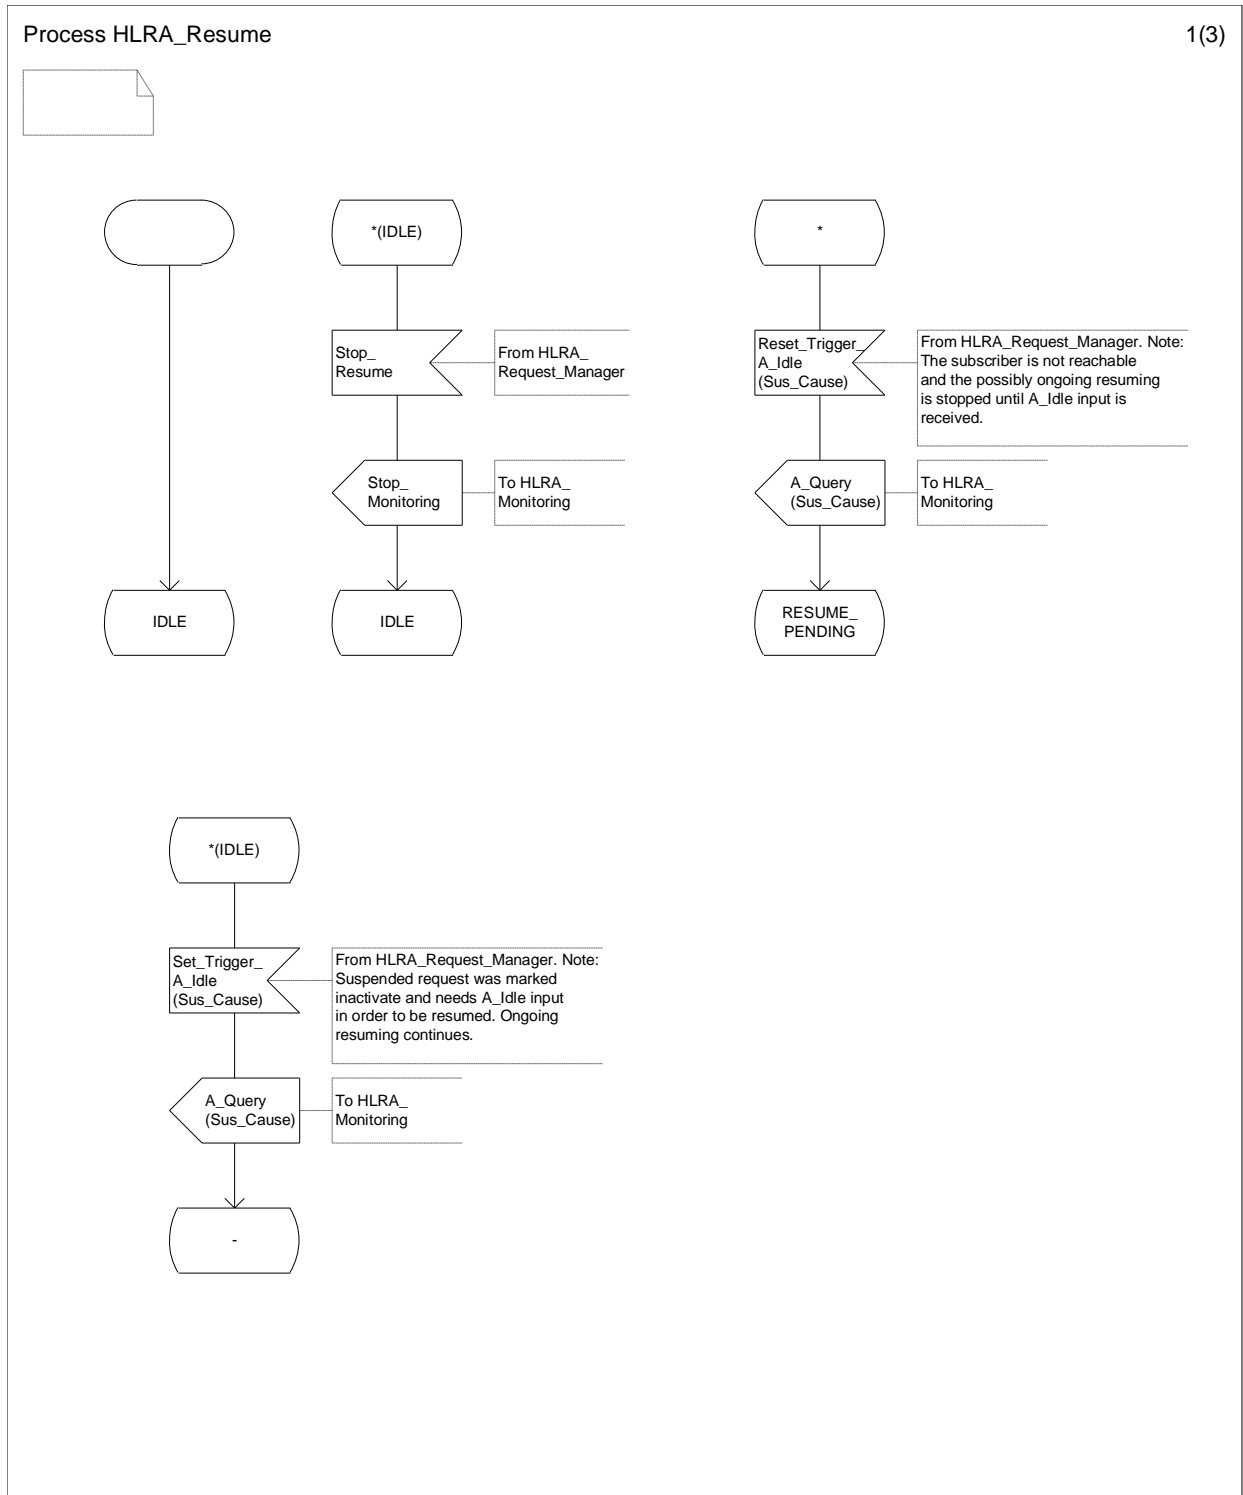 Process HLRA_Resume
1(3)
*(IDLE)
*
Stop_
Resume
From HLRA_
Request_Manager
Reset_Trigger_
A_Idle
(Sus_Cause)
From HLRA_Request_Manager. Note:
The subscriber is not reachable
and the possibly ongoing resuming
is stopped until A_Idle input is
received.
Stop_
Monitoring
To HLRA_
Monitoring
A_Query
(Sus_Cause)
To HLRA_
Monitoring
IDLE
IDLE
RESUME_
PENDING
*(IDLE)
Set_Trigger_
A_Idle
(Sus_Cause)
From HLRA_Request_Manager. Note:
Suspended request was marked
inactivate and needs A_Idle input
in order to be resumed. Ongoing
resuming continues.
A_Query
(Sus_Cause)
To HLRA_
Monitoring
-